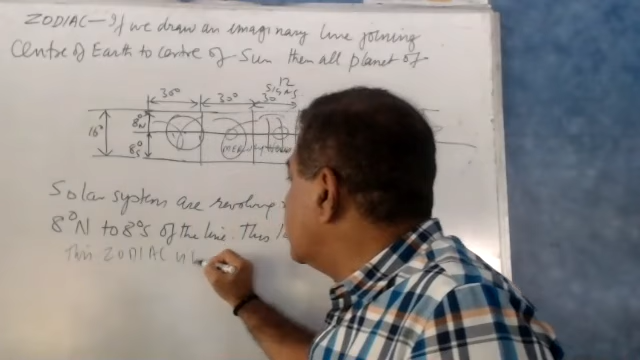 ZODIAC - If we draw an imaginary line joining
Centre of Earth to centre of Sun then all planet of
12
SIGNS
30° 30° 30°
16° 8°N
8°S
Solar system are revolving
8°N to 8°S of the line. This
This ZODIAC is